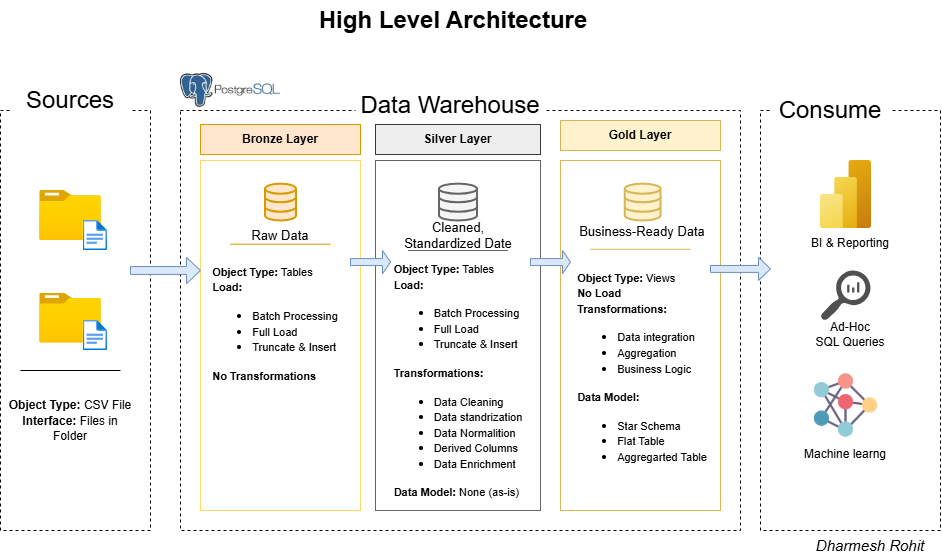 High Level Architecture
Sources
Object Type: CSV File
Interface: Files in
Folder
PostgreSQL
Data Warehouse
Bronze Layer
Raw Data
Object Type: Tables
Load:
• Batch Processing
• Full Load
• Truncate & Insert
No Transformations
Silver Layer
Cleaned,
Standardized Date
Object Type: Tables
Load:
• Batch Processing
• Full Load
• Truncate & Insert
Transformations:
• Data Cleaning
• Data standrization
• Data Normalition
• Derived Columns
• Data Enrichment
Data Model: None (as-is)
Gold Layer
Business-Ready Data
Object Type: Views
No Load
Transformations:
• Data integration
• Aggregation
• Business Logic
Data Model:
• Star Schema
• Flat Table
• Aggregarted Table
Consume
BI & Reporting
Ad-Hoc
SQL Queries
Machine learng
Dharmesh Rohit